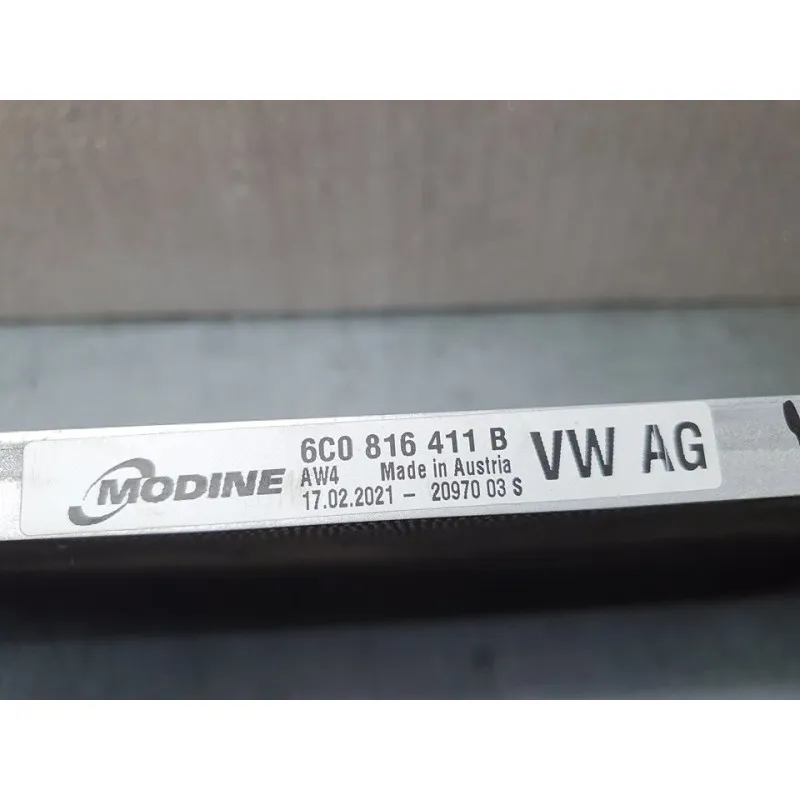 MODINE
6C0 816 411 B
AW4 Made in Austria
17.02.2021 - 20970 03 S
VW AG